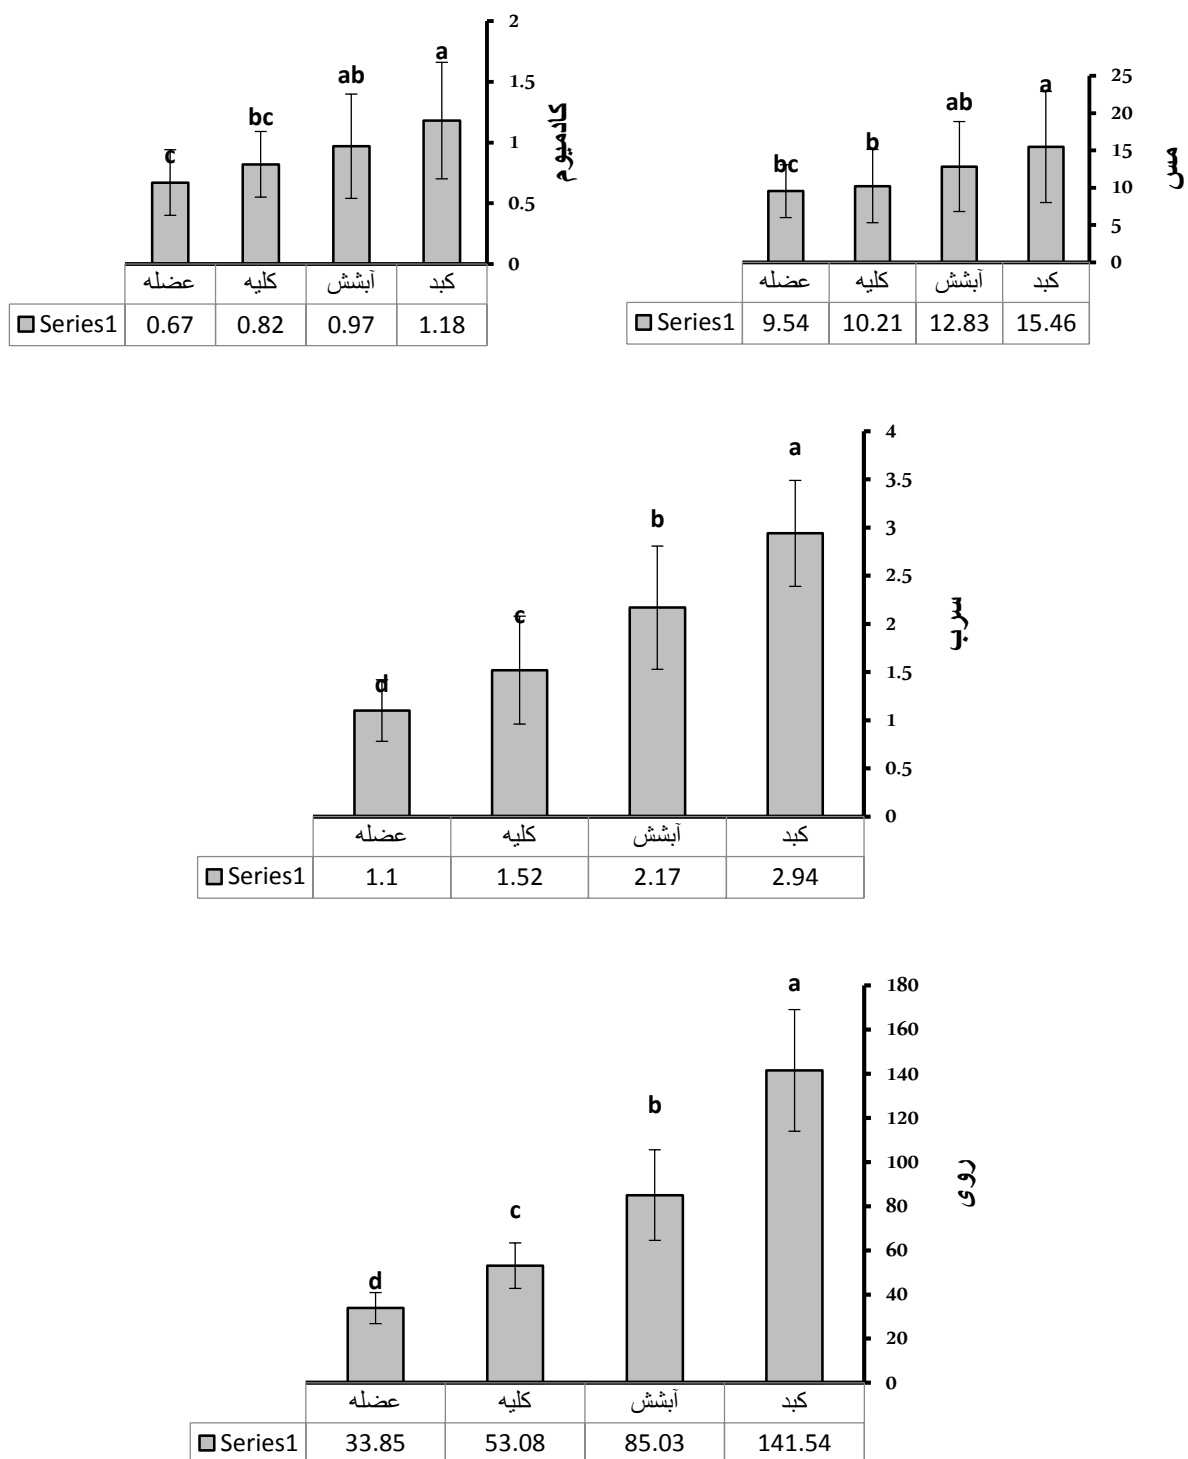 2
1.5
1
0.5
0
کادمیوم
c
bc
ab
a
عضله کلیه آبشش کبد
Series1 0.67 0.82 0.97 1.18
25
20
15
10
5
0
مس
bc
b
ab
a
عضله کلیه آبشش کبد
Series1 9.54 10.21 12.83 15.46
4
3.5
3
2.5
2
1.5
1
0.5
0
سرب
d
c
b
a
عضله کلیه آبشش کبد
Series1 1.1 1.52 2.17 2.94
180
160
140
120
100
80
60
40
20
0
روی
d
c
b
a
عضله کلیه آبشش کبد
Series1 33.85 53.08 85.03 141.54